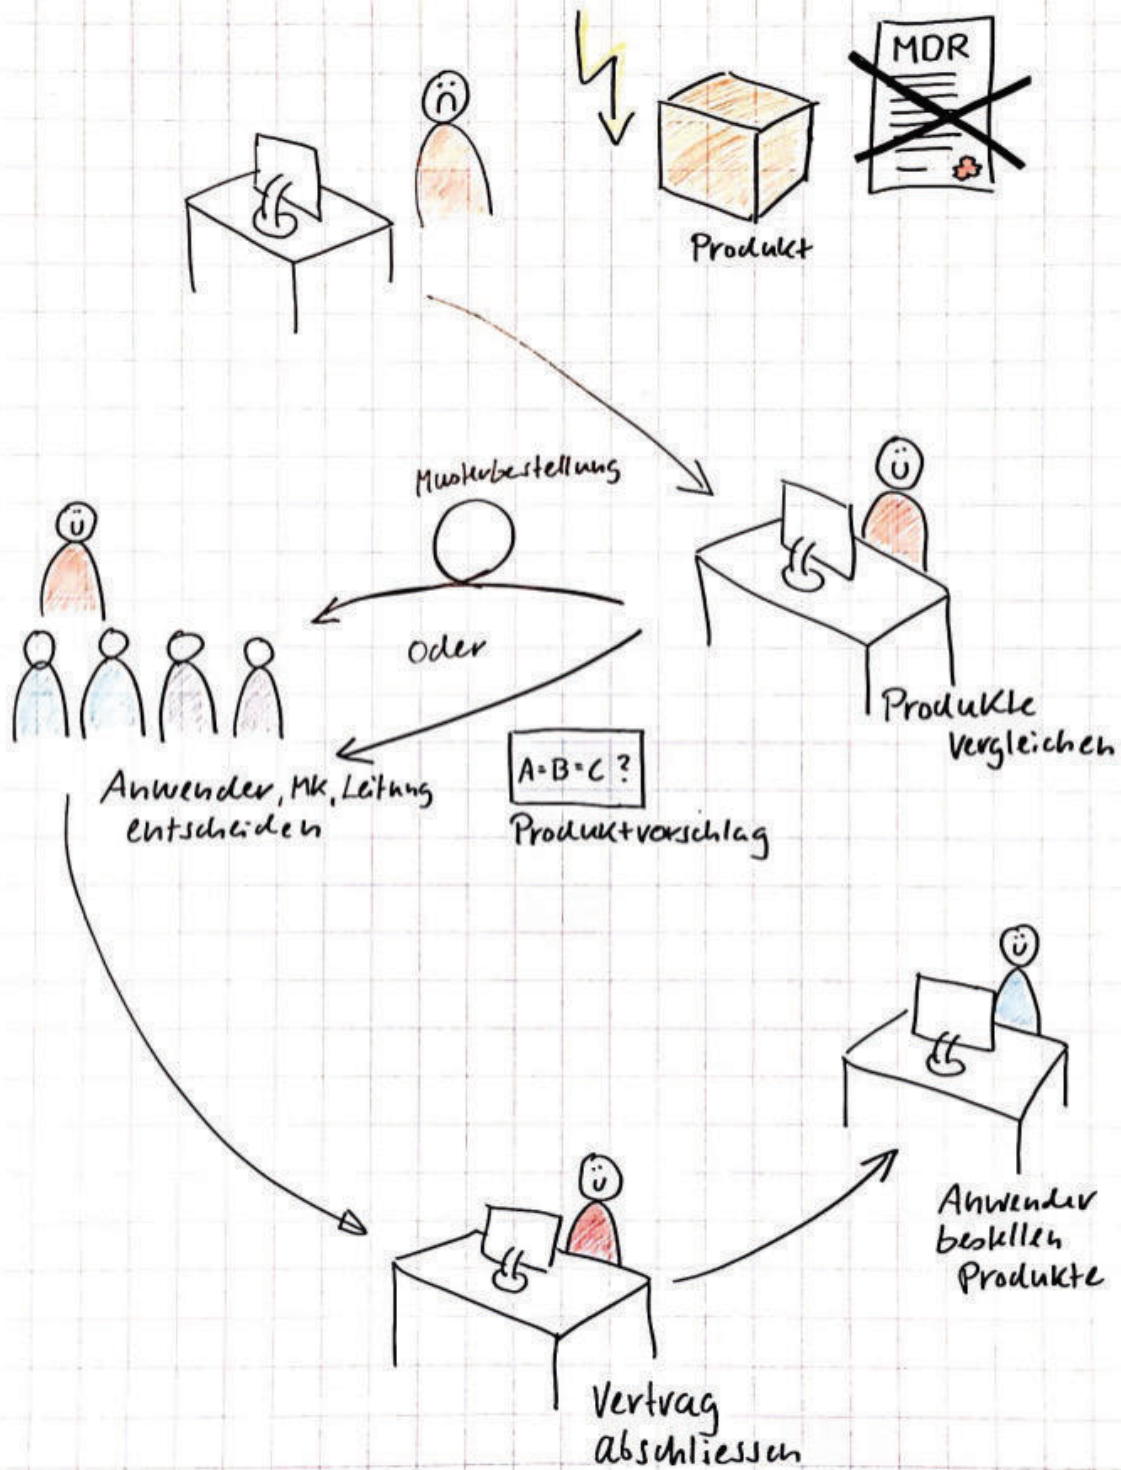 MDR
Produkt
Musterbestellung
oder
Produkte
vergleichen
A=B=C ?
Anwender, MK, Leitung
entscheiden
Produktvorschlag
Anwender
bestellen
Produkte
Vertrag
abschliessen